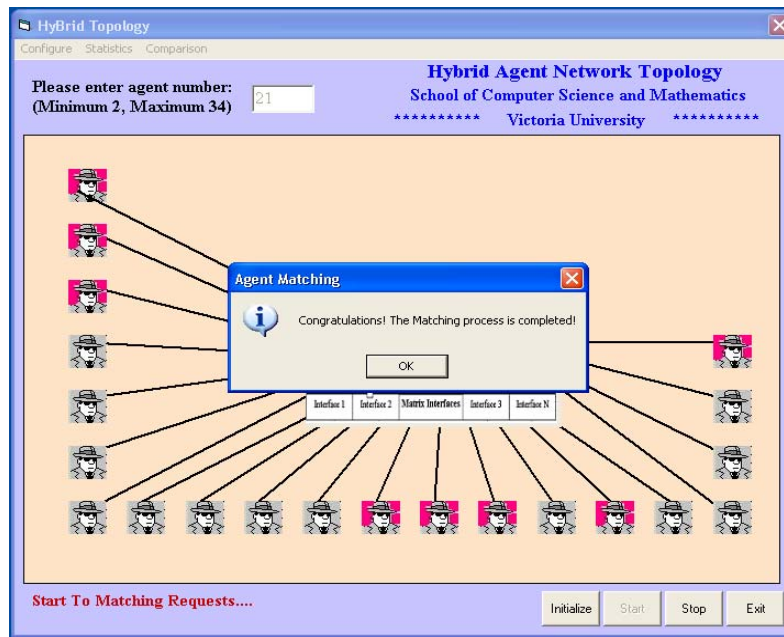 HyBrid Topology
Configure Statistics Comparison
Please enter agent number:
(Minimum 2, Maximum 34)
21
Hybrid Agent Network Topology
School of Computer Science and Mathematics
********** Victoria University **********
Agent Matching
Congratulations! The Matching process is completed!
OK
Interface 1 Interface 2 Matrix Interfaces Interface 3 Interface N
Start To Matching Requests....
Initialize Start Stop Exit